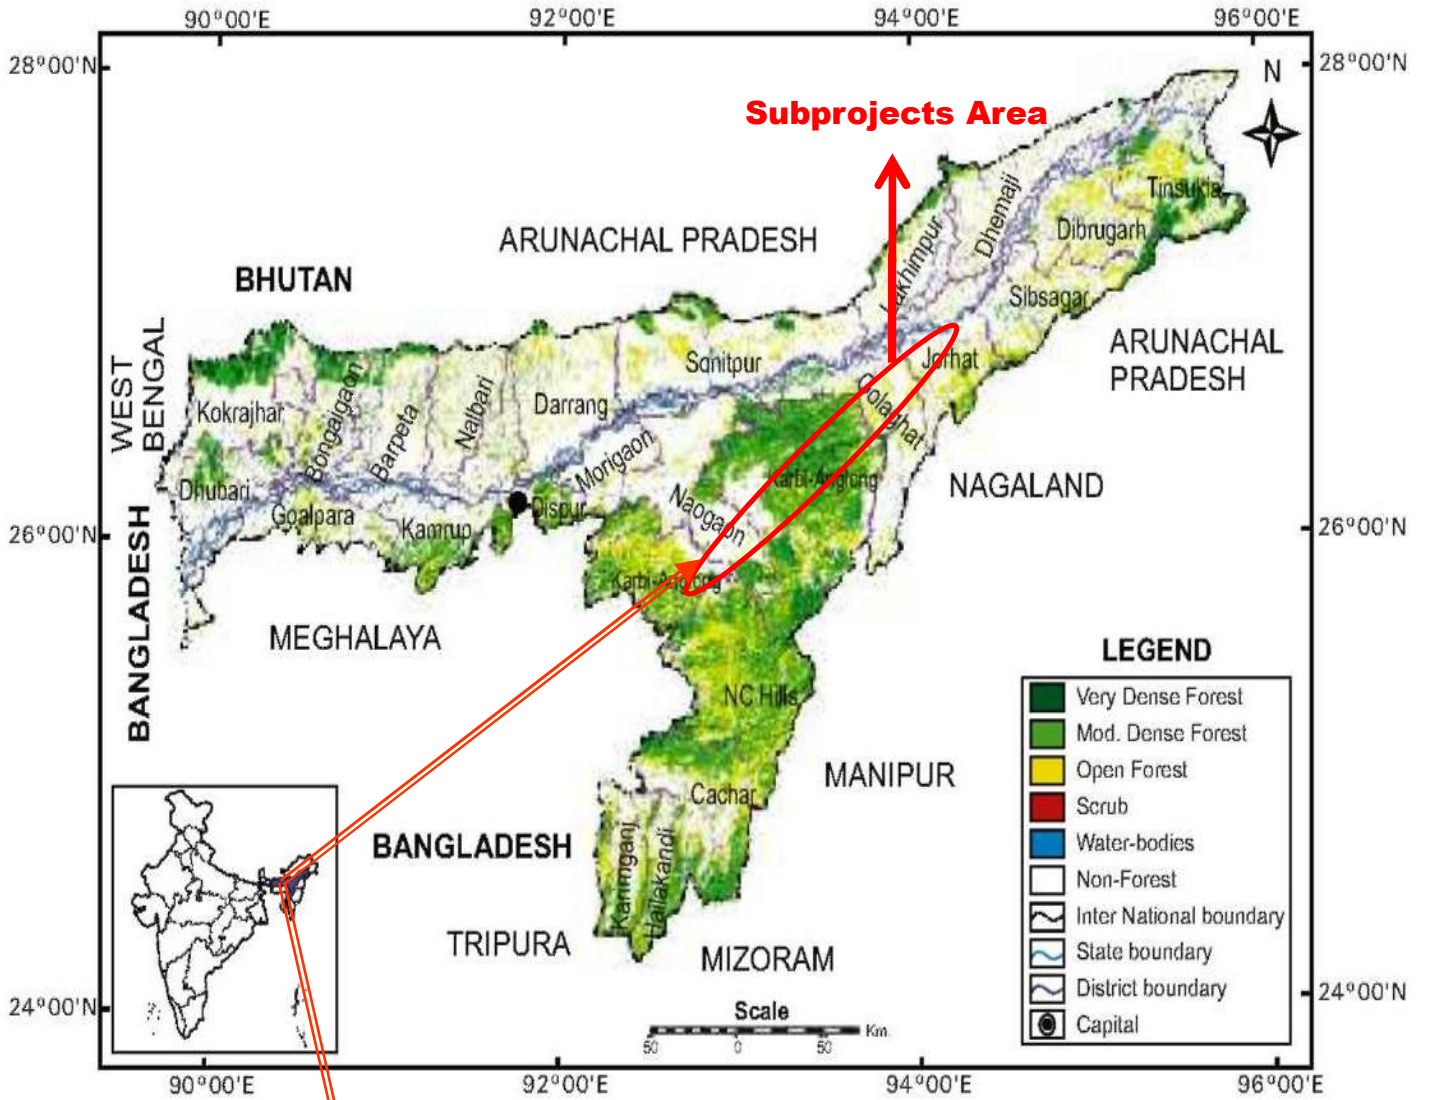 90°00'E
92°00'E
94°00'E
96°00'E
28°00'N
28°00'N
N
Subprojects Area
Tinsukia
Dhemaji
Dibrugarh
Lakhimpur
ARUNACHAL PRADESH
BHUTAN
Sibsagar
ARUNACHAL
PRADESH
WEST
BENGAL
Sonitpur
Jorhat
Kokrajhar
Bongaigaon
Barpeta
Nalbari
Darrang
Golaghat
Morigaon
Dhubari
Goalpara
Kamrup
Dispur
Naogaon
Karbi-Anglong
NAGALAND
26°00'N
26°00'N
BANGLADESH
Karbi-Anglong
MEGHALAYA
NC Hills
MANIPUR
Cachar
BANGLADESH
Karimganj
Hailakandi
TRIPURA
MIZORAM
LEGEND
Very Dense Forest
Mod. Dense Forest
Open Forest
Scrub
Water-bodies
Non-Forest
Inter National boundary
State boundary
District boundary
Capital
24°00'N
24°00'N
Scale
Km.
50 0 50
90°00'E
92°00'E
94°00'E
96°00'E